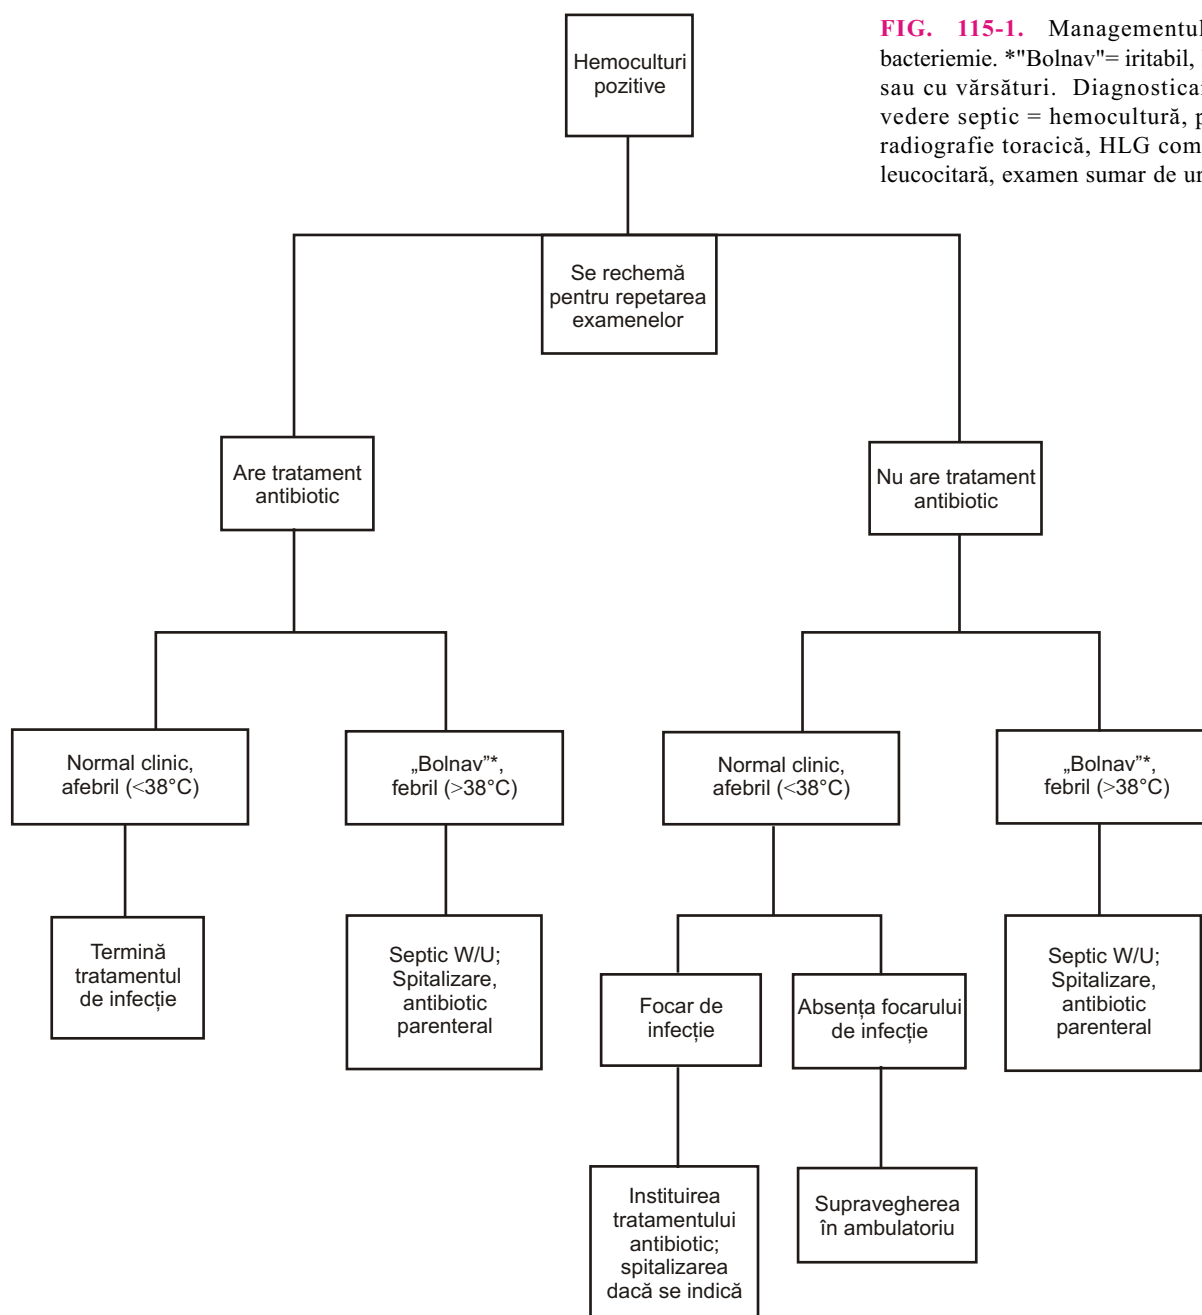 FIG. 115-1. Managementul
bacteriemie. *"Bolnav"= iritabil,
sau cu vărsături. Diagnosticar
vedere septic = hemocultură, p
radiografie toracică, HLG com
leucocitară, examen sumar de ur
Hemoculturi
pozitive
Se rechemă
pentru repetarea
examenelor
Are tratament
antibiotic
Nu are tratament
antibiotic
Normal clinic,
afebril (<38°C)
„Bolnav”*,
febril (>38°C)
Normal clinic,
afebril (<38°C)
„Bolnav”*,
febril (>38°C)
Termină
tratamentul
de infecție
Septic W/U;
Spitalizare,
antibiotic
parenteral
Focar de
infecție
Absența focarului
de infecție
Septic W/U;
Spitalizare,
antibiotic
parenteral
Instituirea
tratamentului
antibiotic;
spitalizarea
dacă se indică
Supravegherea
în ambulatoriu